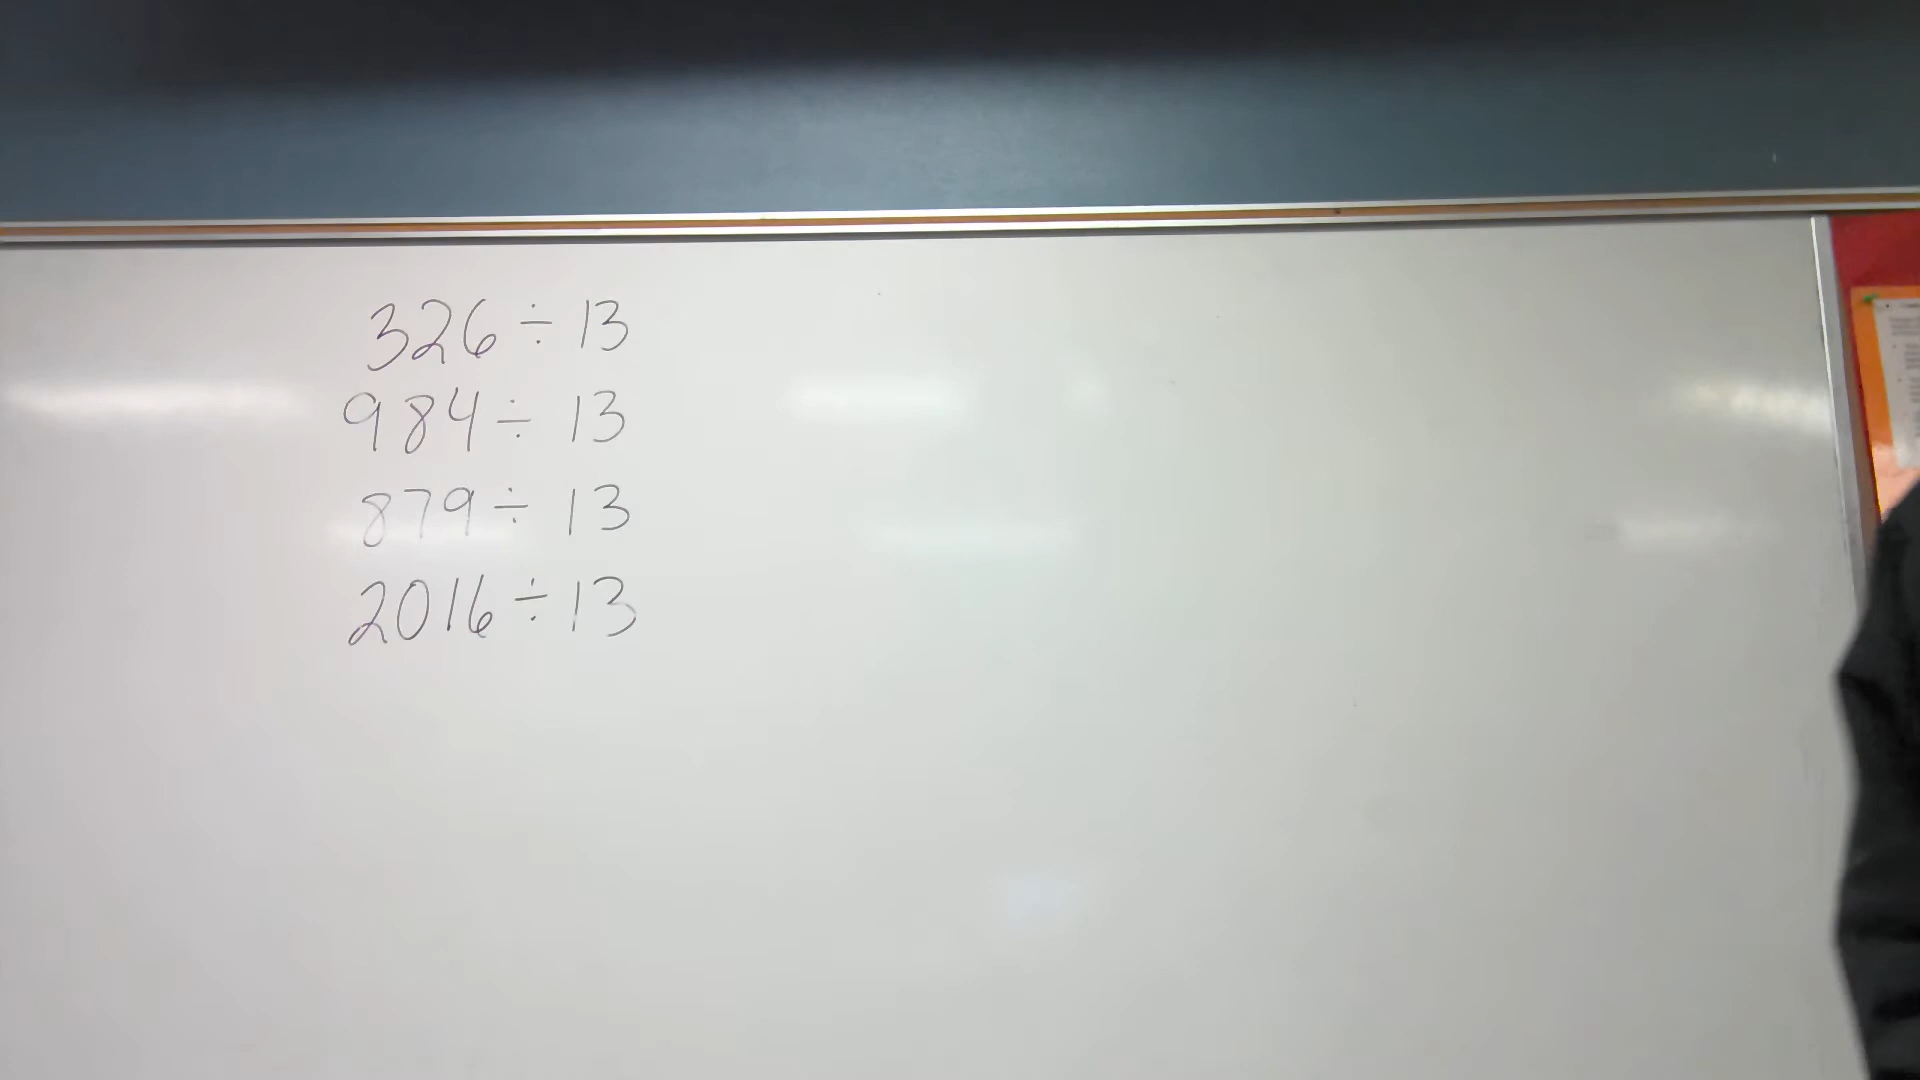 326 ÷ 13
984 ÷ 13
879 ÷ 13
2016 ÷ 13